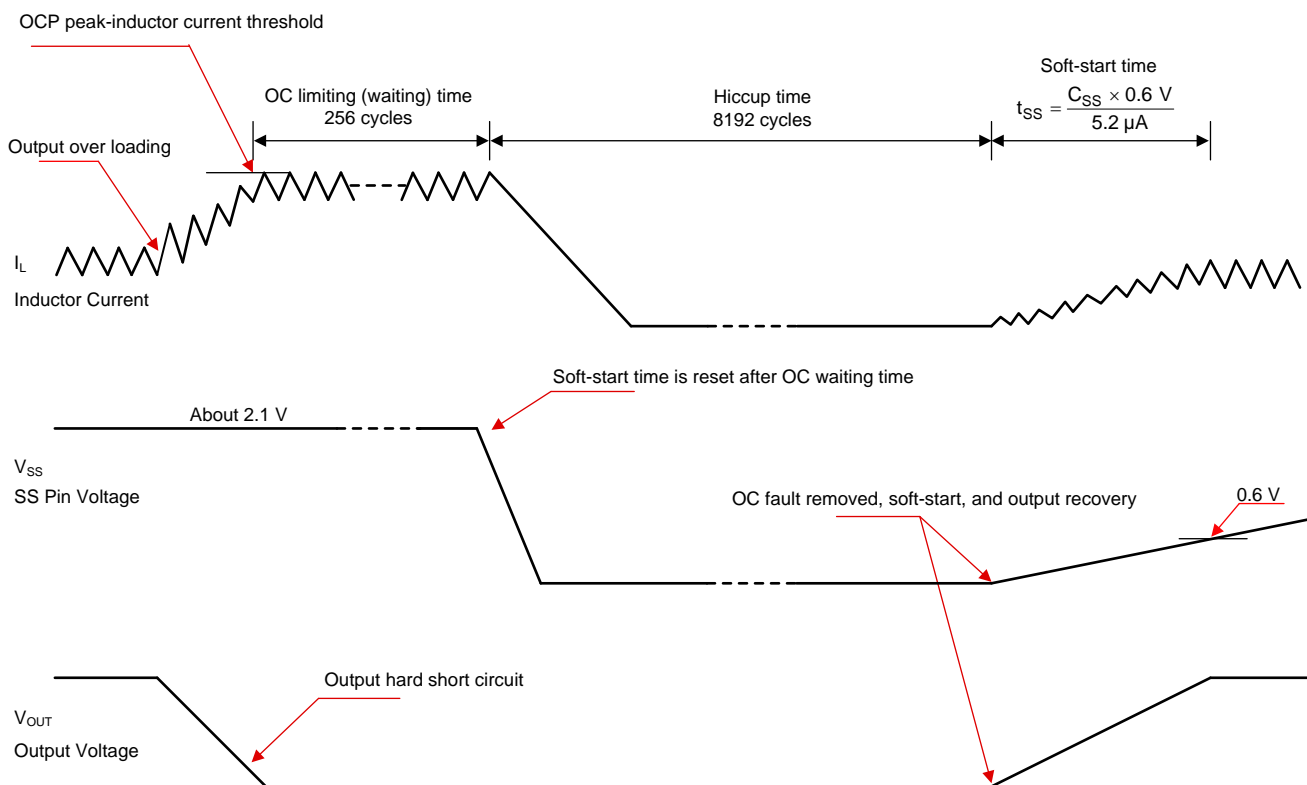 OCP peak-inductor current threshold
OC limiting (waiting) time
256 cycles
Hiccup time
8192 cycles
Soft-start time
tSS = CSS × 0.6 V / 5.2 µA
Output over loading
IL
Inductor Current
Soft-start time is reset after OC waiting time
About 2.1 V
VSS
SS Pin Voltage
OC fault removed, soft-start, and output recovery
0.6 V
Output hard short circuit
VOUT
Output Voltage